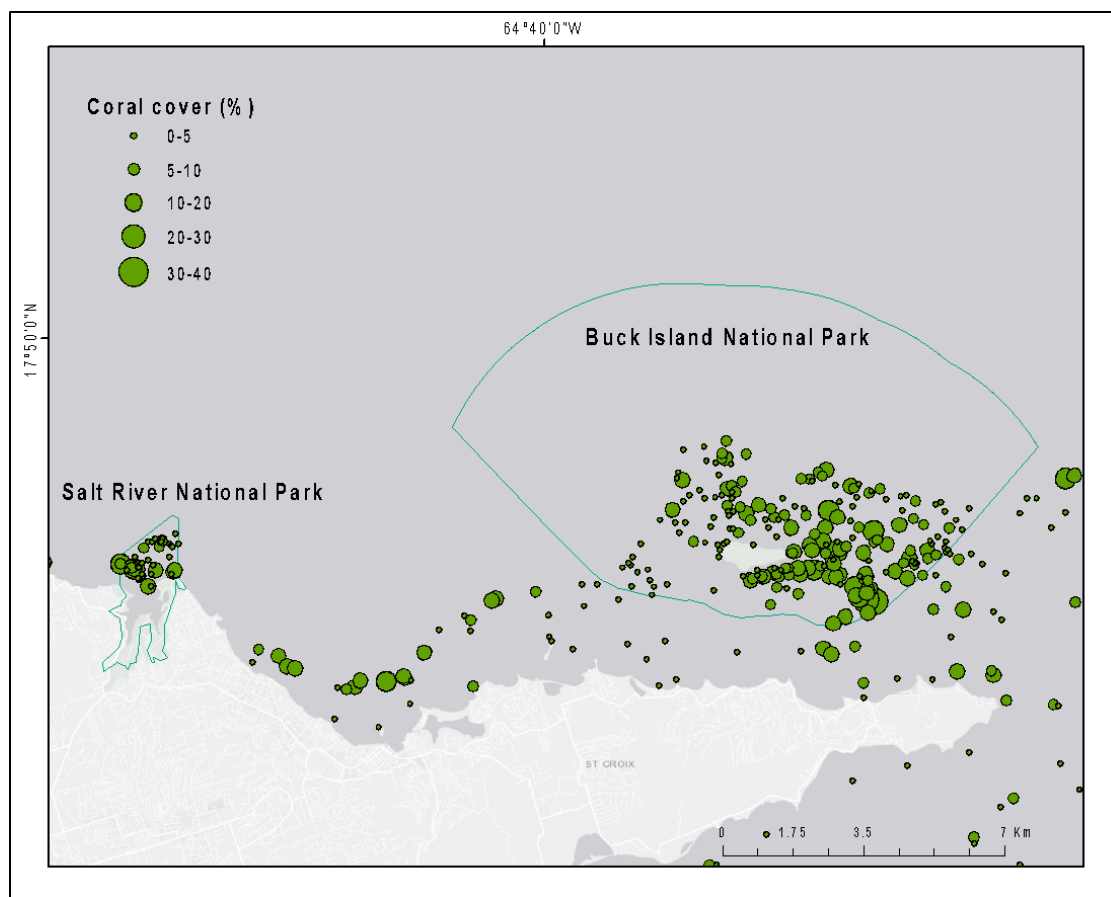 64°40'0"W
Coral cover (%)
0-5
5-10
10-20
20-30
30-40
17°50'0"N
Buck Island National Park
Salt River National Park
ST CROIX
0 1.75 3.5 7 Km